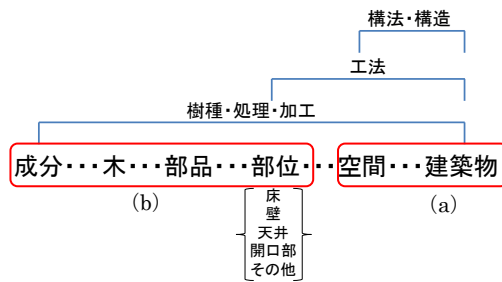 構法・構造
工法
樹種・処理・加工
成分・・・木・・・部品・・・部位・・・空間・・・建築物
(b)
(a)
床
壁
天井
開口部
その他